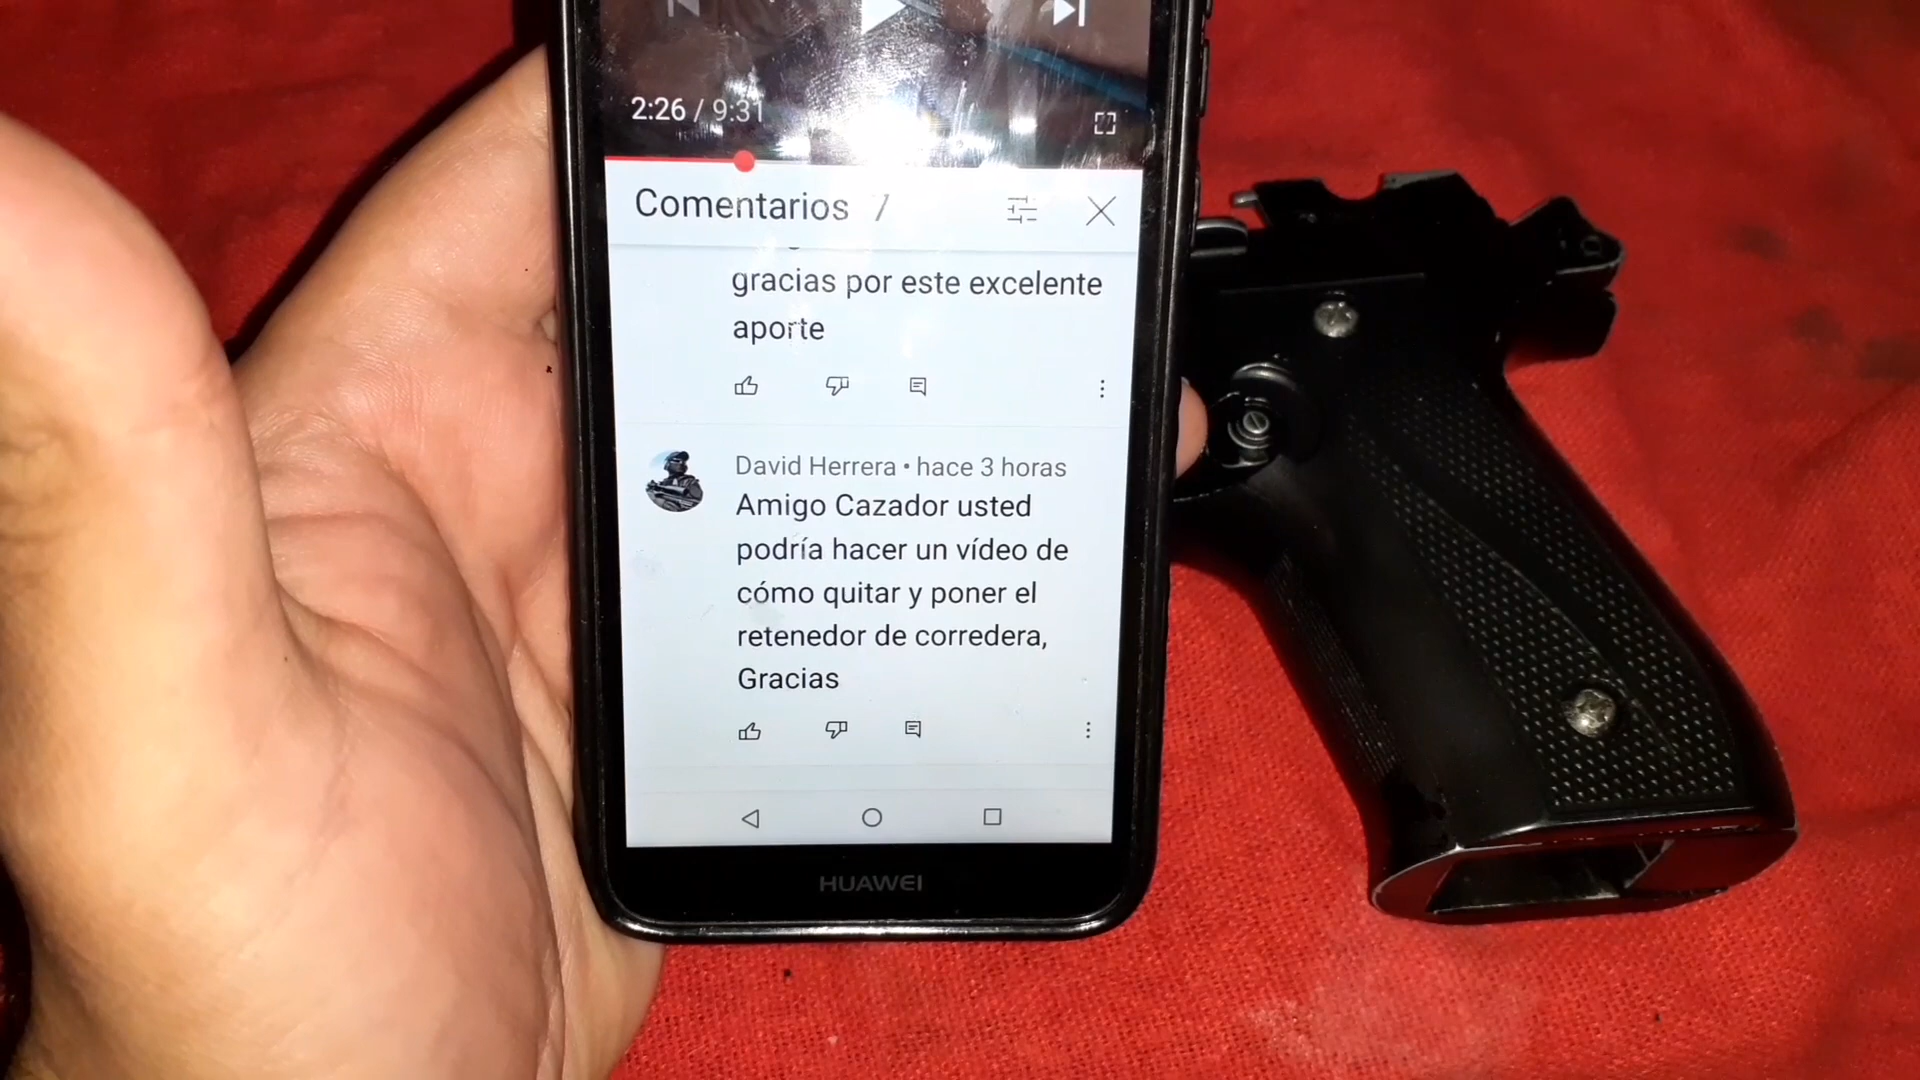 2:26 / 9:31
Comentarios 7
gracias por este excelente
aporte
David Herrera • hace 3 horas
Amigo Cazador usted
podría hacer un vídeo de
cómo quitar y poner el
retenedor de corredera,
Gracias
HUAWEI